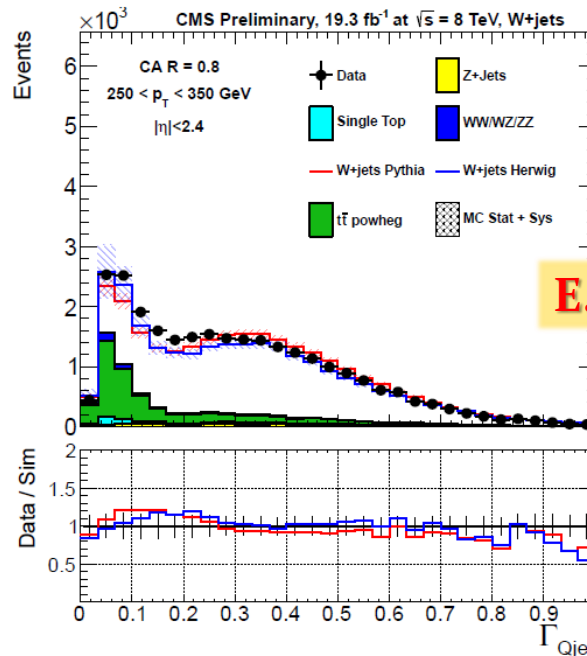 ×10³
CMS Preliminary, 19.3 fb⁻¹ at √s = 8 TeV, W+jets
Events
CA R = 0.8
250 < p_T < 350 GeV
|η|<2.4
Data
Z+Jets
Single Top
WW/WZ/ZZ
W+jets Pythia
W+jets Herwig
tt̄ powheg
MC Stat + Sys
6
5
4
3
2
1
0
E.
Data / Sim
2
1.5
1
0.5
0 0.1 0.2 0.3 0.4 0.5 0.6 0.7 0.8 0.9
Γ_Qje